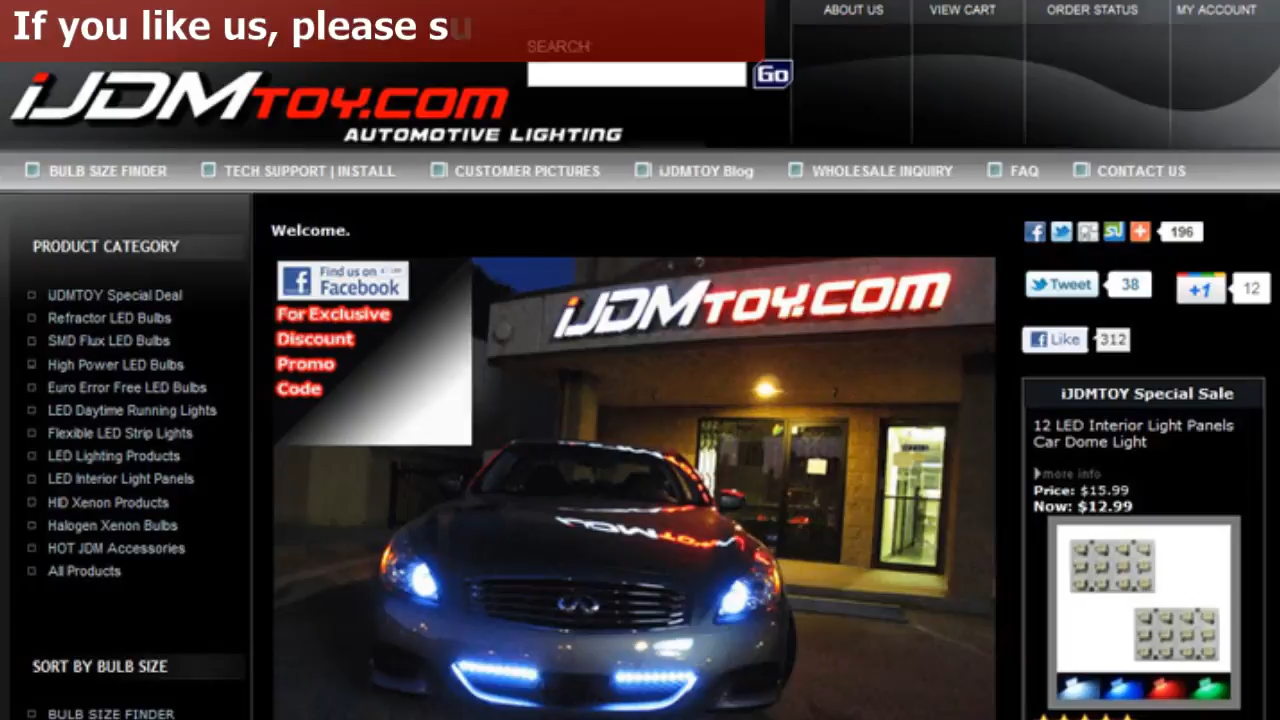 If you like us, please su
ABOUT US
VIEW CART
ORDER STATUS
MY ACCOUNT
SEARCH
Go
iJDMTOY.COM
AUTOMOTIVE LIGHTING
BULB SIZE FINDER
TECH SUPPORT | INSTALL
CUSTOMER PICTURES
iJDMTOY Blog
WHOLESALE INQUIRY
FAQ
CONTACT US
PRODUCT CATEGORY
iJDMTOY Special Deal
Refractor LED Bulbs
SMD Flux LED Bulbs
High Power LED Bulbs
Euro Error Free LED Bulbs
LED Daytime Running Lights
Flexible LED Strip Lights
LED Lighting Products
LED Interior Light Panels
HID Xenon Products
Halogen Xenon Bulbs
HOT JDM Accessories
All Products
SORT BY BULB SIZE
BULB SIZE FINDER
Welcome.
Find us on
Facebook
For Exclusive
Discount
Promo
Code
iJDMTOY.COM
196
Tweet
38
+1
12
Like
312
iJDMTOY Special Sale
12 LED Interior Light Panels
Car Dome Light
more info
Price: $15.99
Now: $12.99